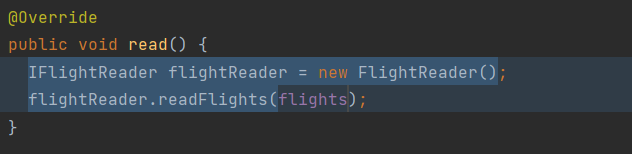 @Override
public void read() {
IFlightReader flightReader = new FlightReader();
flightReader.readFlights(flights);
}